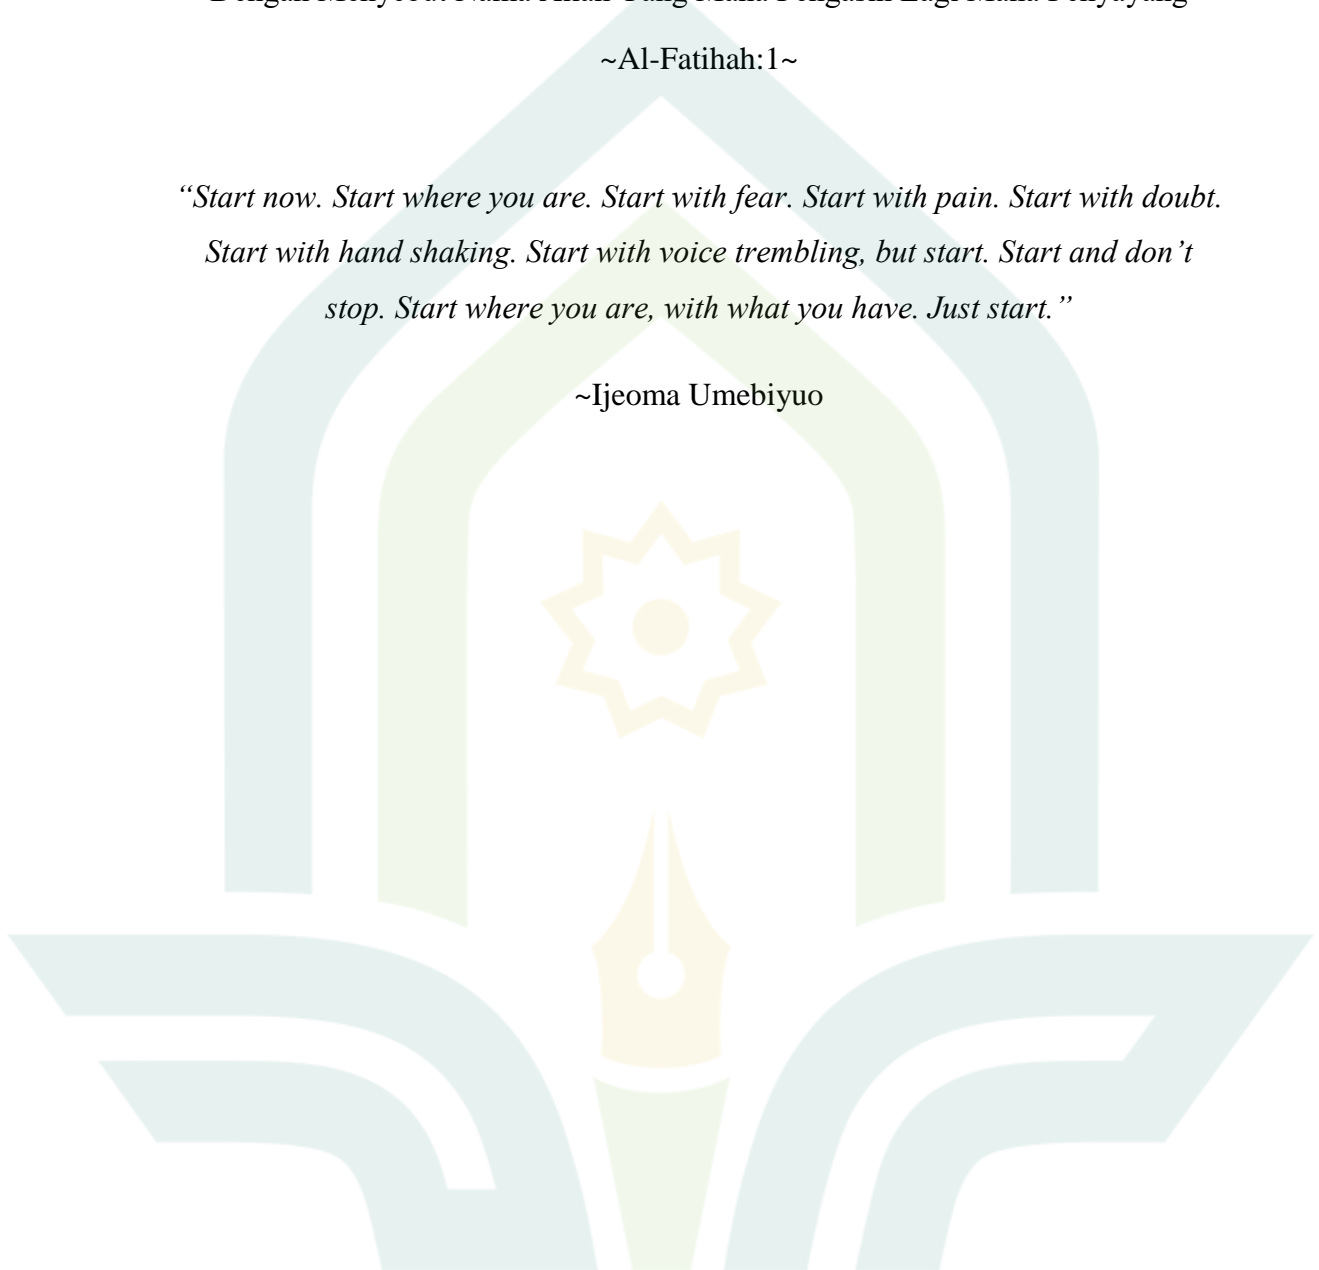 Dengan Menyebut Nama Allah Yang Maha Pengasih Lagi Maha Penyayang
~Al-Fatihah:1~
“Start now. Start where you are. Start with fear. Start with pain. Start with doubt.
Start with hand shaking. Start with voice trembling, but start. Start and don’t
stop. Start where you are, with what you have. Just start.”
~Ijeoma Umebiyuo